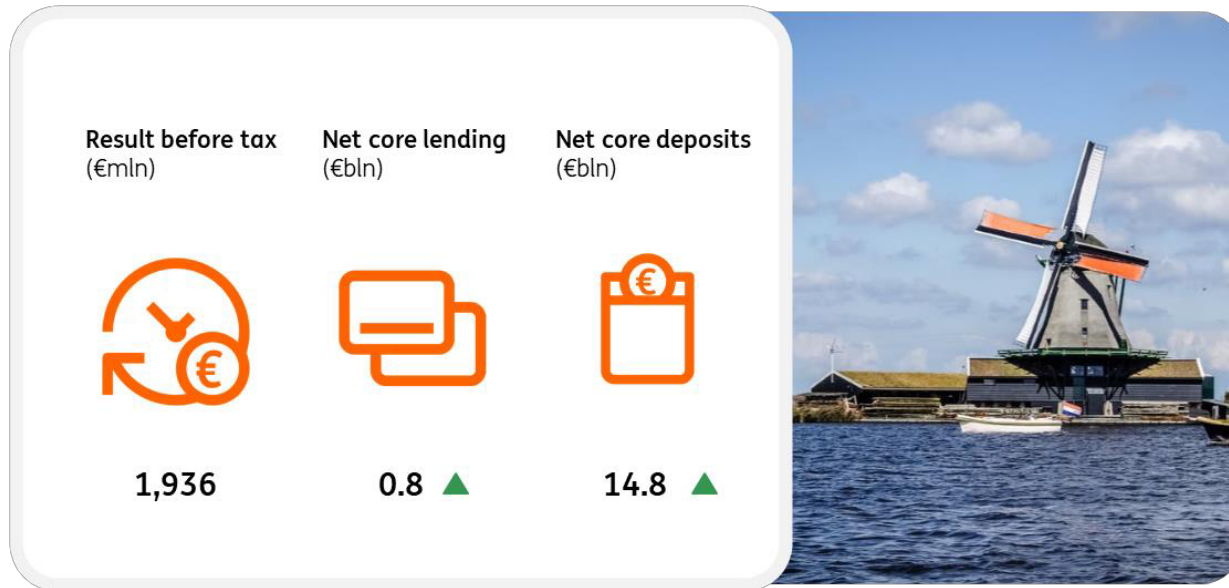 Result before tax
(€mln)
Net core lending
(€bln)
Net core deposits
(€bln)
€
€
1,936
0.8
14.8